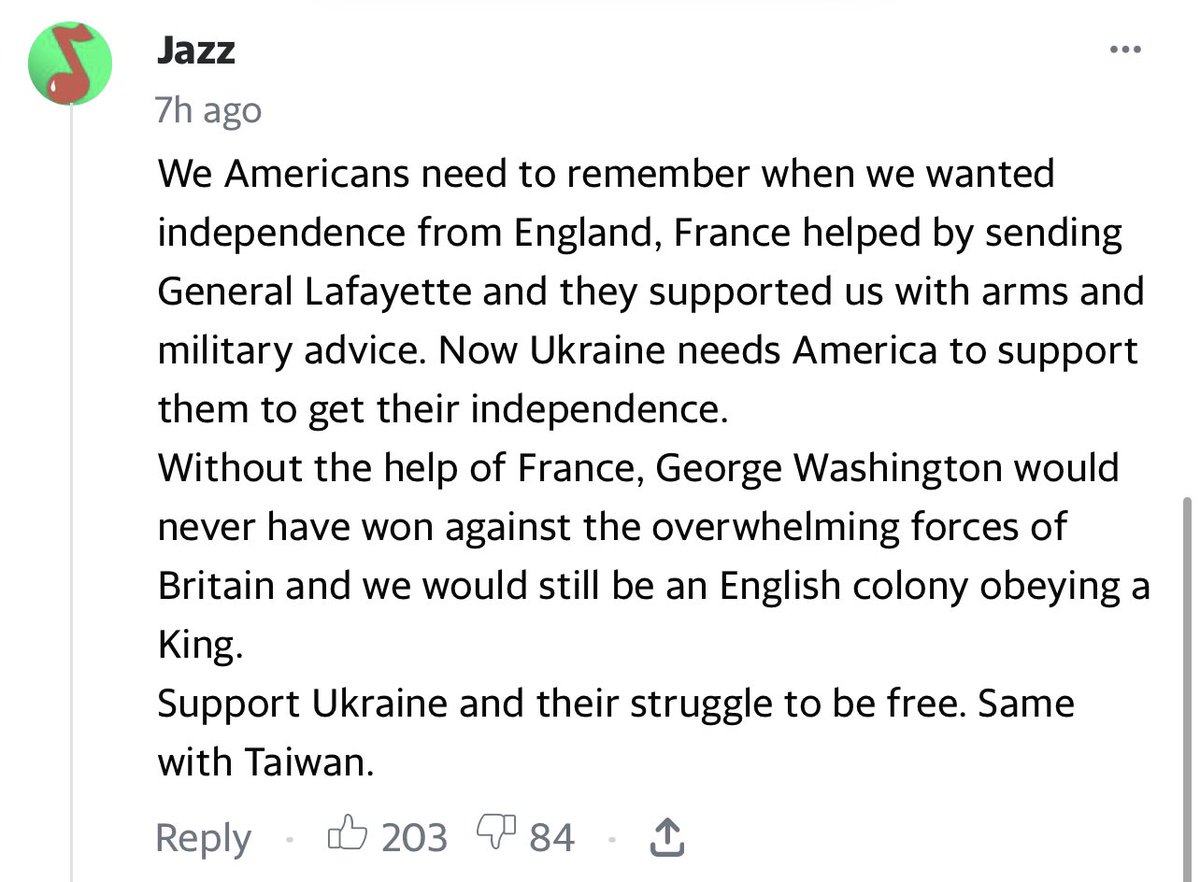 Jazz
7h ago
We Americans need to remember when we wanted
independence from England, France helped by sending
General Lafayette and they supported us with arms and
military advice. Now Ukraine needs America to support
them to get their independence.
Without the help of France, George Washington would
never have won against the overwhelming forces of
Britain and we would still be an English colony obeying a
King.
Support Ukraine and their struggle to be free. Same
with Taiwan.
Reply · 203 84 ·